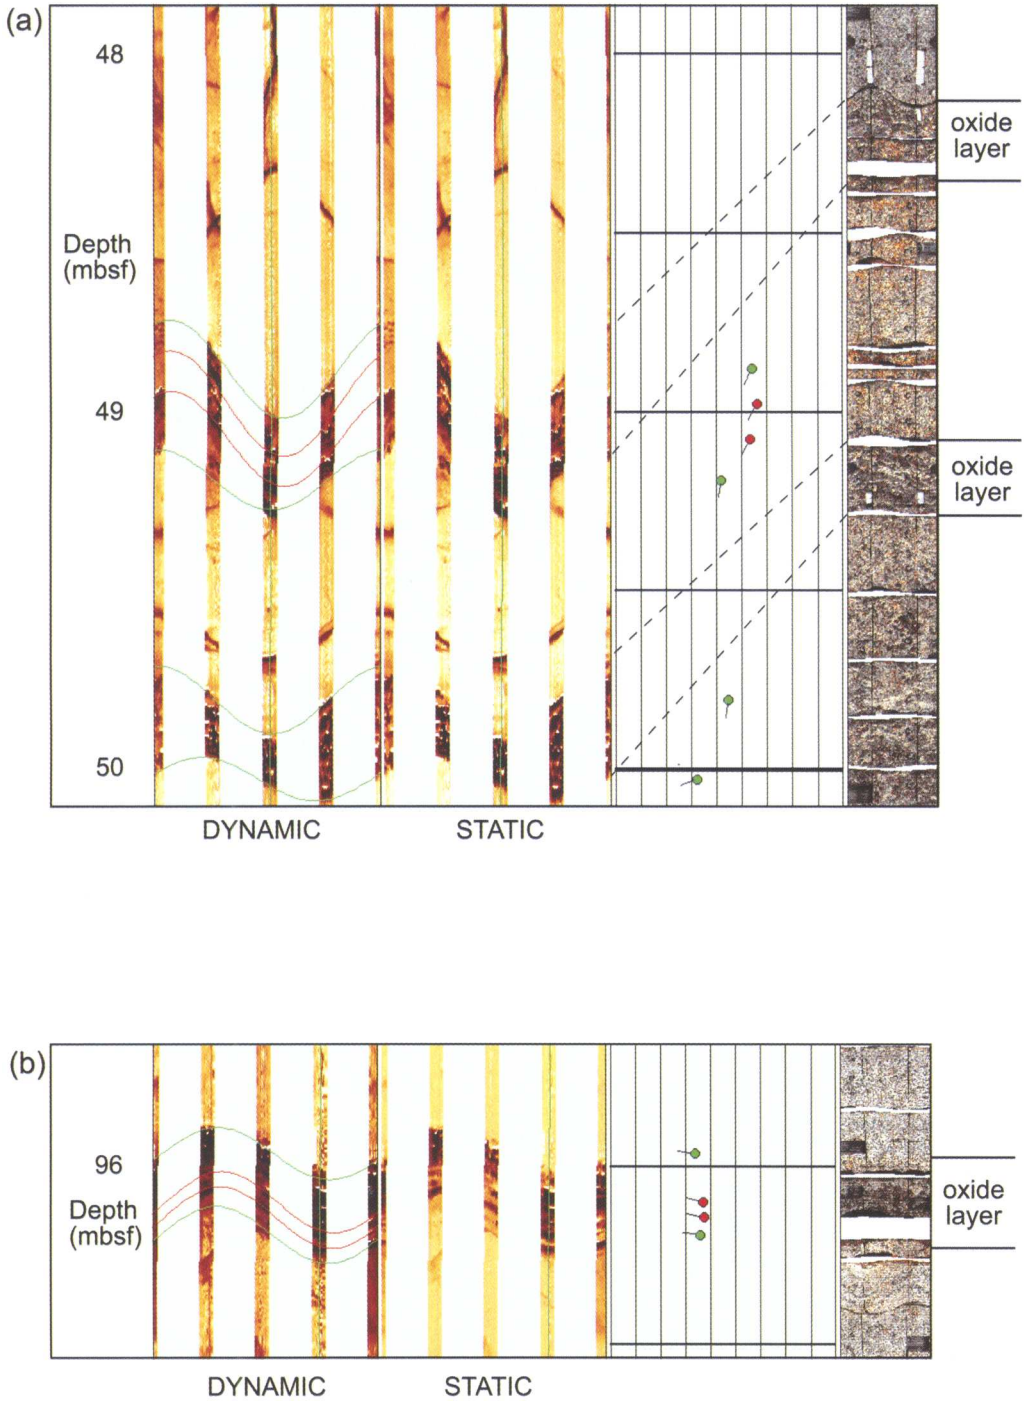 (a)
48
oxide
layer
Depth
(mbsf)
49
oxide
layer
50
DYNAMIC
STATIC
(b)
96
Depth
(mbsf)
oxide
layer
DYNAMIC
STATIC